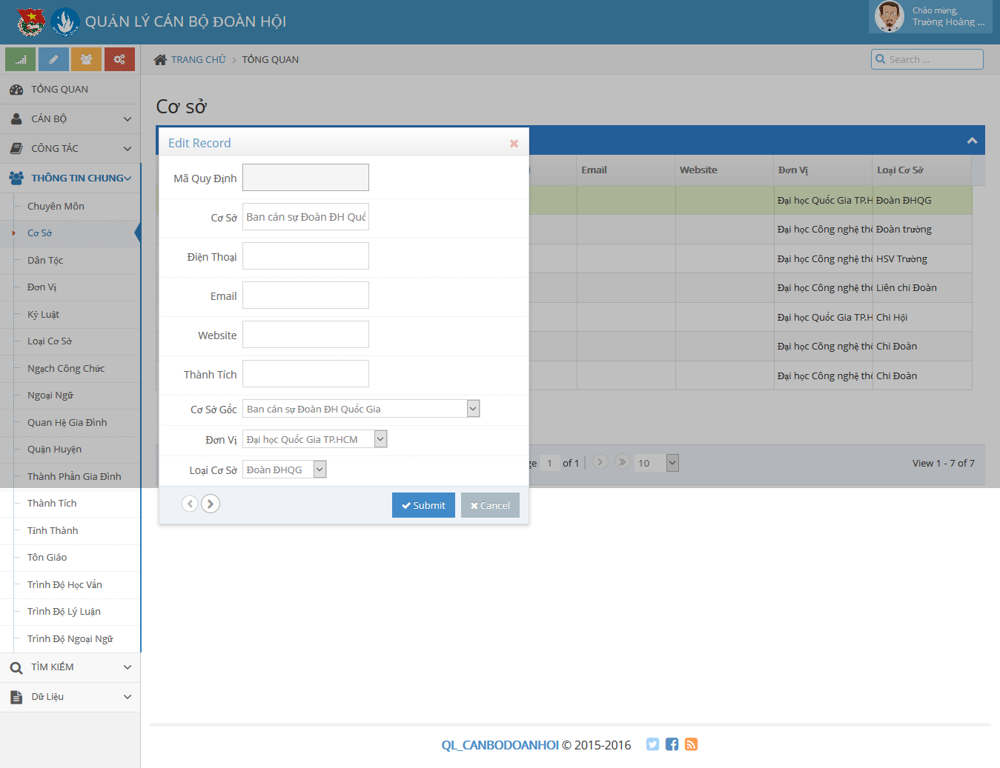 QUẢN LÝ CÁN BỘ ĐOÀN HỘI
Chào mừng,
Trường Hoàng ...
TRANG CHỦ > TỔNG QUAN
Search ...
TỔNG QUAN
CÁN BỘ
CÔNG TÁC
THÔNG TIN CHUNG
Chuyên Môn
Cơ Sở
Dân Tộc
Đơn Vị
Kỷ Luật
Loại Cơ Sở
Ngạch Công Chức
Ngoại Ngữ
Quan Hệ Gia Đình
Quận Huyện
Thành Phần Gia Đình
Thành Tích
Tỉnh Thành
Tôn Giáo
Trình Độ Học Vấn
Trình Độ Lý Luận
Trình Độ Ngoại Ngữ
TÌM KIẾM
Dữ Liệu
Cơ sở
Edit Record
Mã Quy Định
Cơ Sở Ban cán sự Đoàn ĐH Quố
Điện Thoại
Email
Website
Thành Tích
Cơ Sở Gốc Ban cán sự Đoàn ĐH Quốc Gia
Đơn Vị Đại học Quốc Gia TP.HCM
Loại Cơ Sở Đoàn ĐHQG
Submit Cancel
Email Website Đơn Vị Loại Cơ Sở
Đại học Quốc Gia TP.H Đoàn ĐHQG
Đại học Công nghệ thô Đoàn trường
Đại học Công nghệ thô HSV Trường
Đại học Công nghệ thô Liên chi Đoàn
Đại học Quốc Gia TP.H Chi Hội
Đại học Công nghệ thô Chi Đoàn
Đại học Công nghệ thô Chi Đoàn
ge 1 of 1 10 View 1 - 7 of 7
QL_CANBODOANHOI © 2015-2016